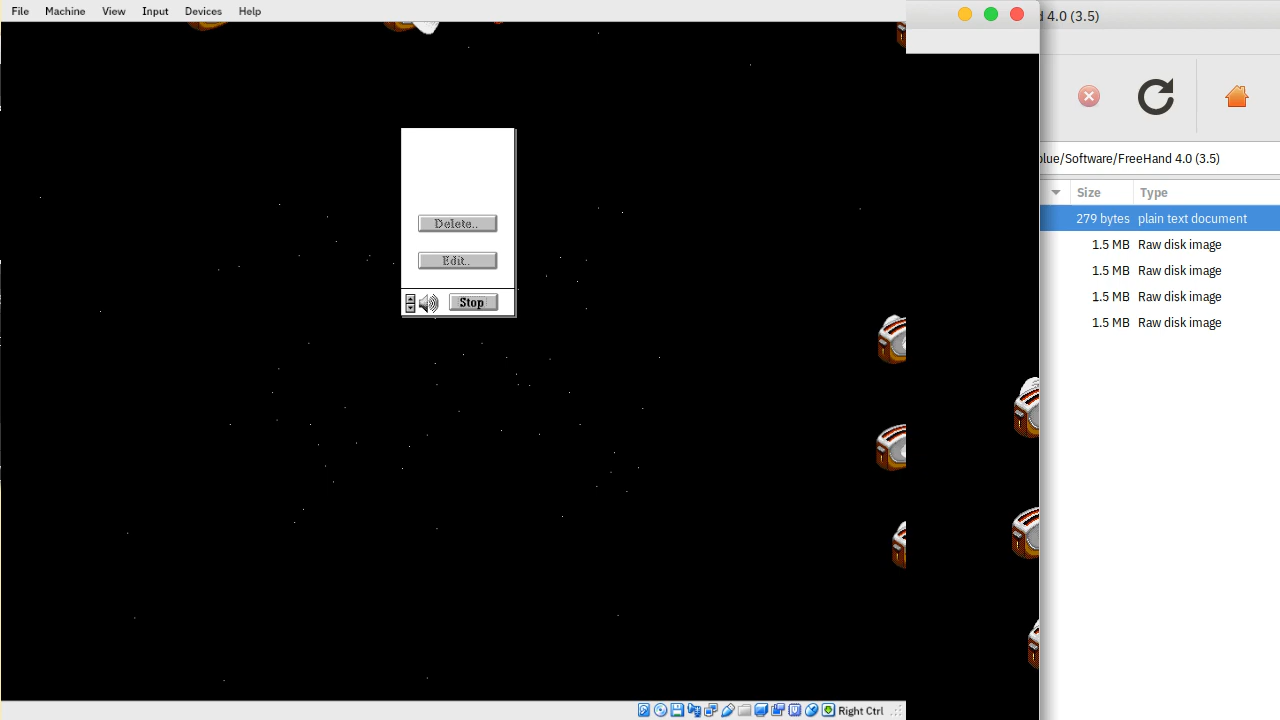 File Machine View Input Devices Help
4.0 (3.5)
blue/Software/FreeHand 4.0 (3.5)
Size Type
279 bytes plain text document
1.5 MB Raw disk image
1.5 MB Raw disk image
1.5 MB Raw disk image
1.5 MB Raw disk image
Delete..
Edit..
Stop
Right Ctrl